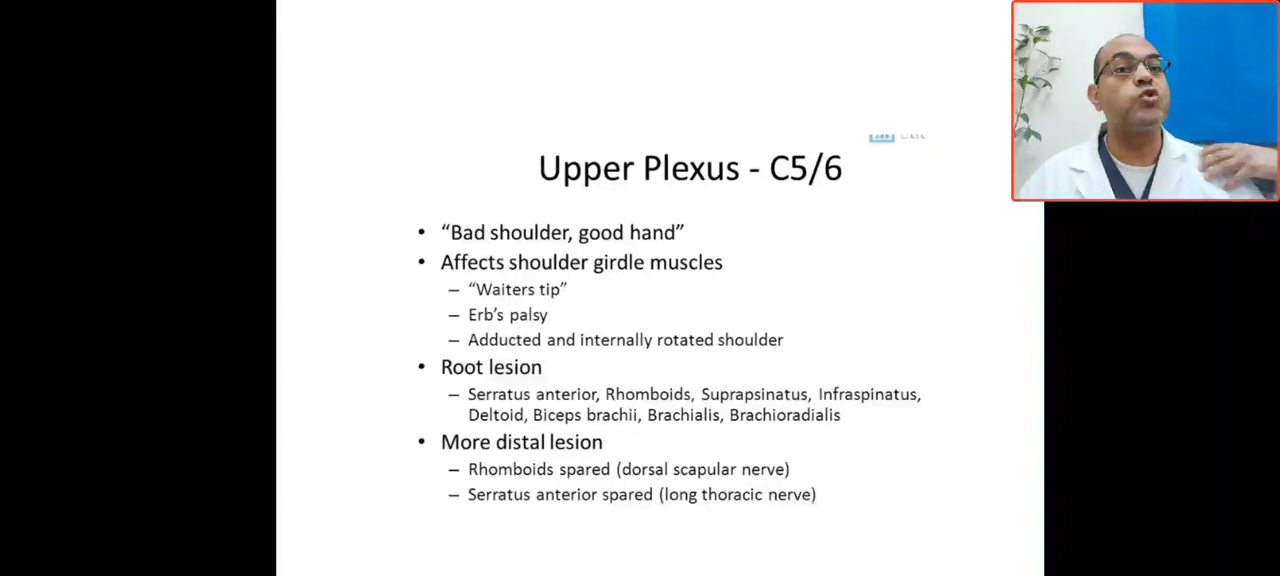 Upper Plexus - C5/6
• “Bad shoulder, good hand”
• Affects shoulder girdle muscles
– “Waiters tip”
– Erb’s palsy
– Adducted and internally rotated shoulder
• Root lesion
– Serratus anterior, Rhomboids, Suprapsinatus, Infraspinatus,
Deltoid, Biceps brachii, Brachialis, Brachioradialis
• More distal lesion
– Rhomboids spared (dorsal scapular nerve)
– Serratus anterior spared (long thoracic nerve)